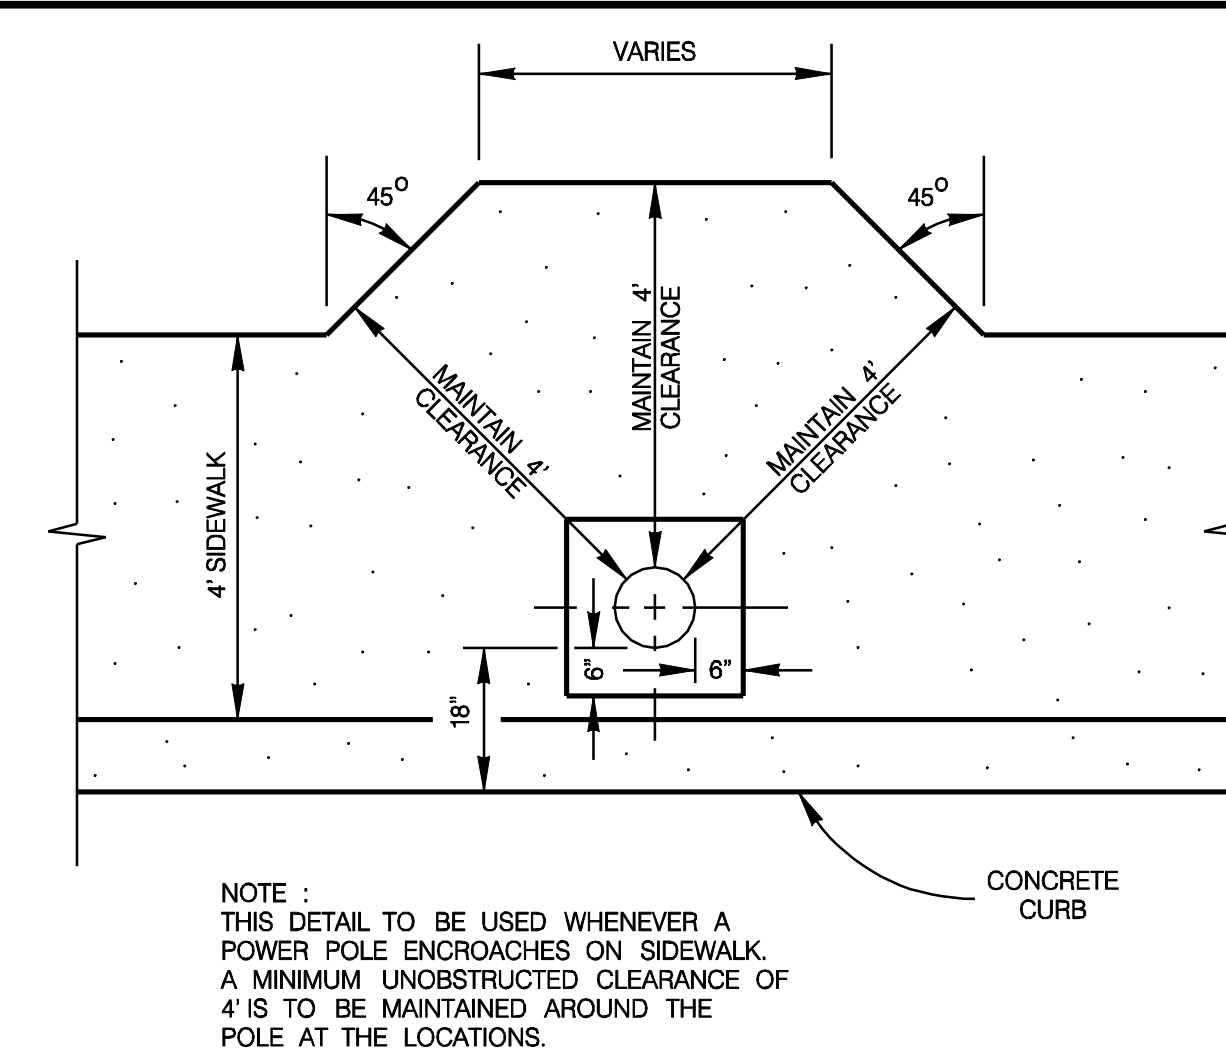 VARIES
45°
45°
MAINTAIN 4'
CLEARANCE
MAINTAIN 4'
CLEARANCE
MAINTAIN 4'
CLEARANCE
4' SIDEWALK
6"
6"
18"
CONCRETE
CURB
NOTE :
THIS DETAIL TO BE USED WHENEVER A
POWER POLE ENCROACHES ON SIDEWALK.
A MINIMUM UNOBSTRUCTED CLEARANCE OF
4' IS TO BE MAINTAINED AROUND THE
POLE AT THE LOCATIONS.